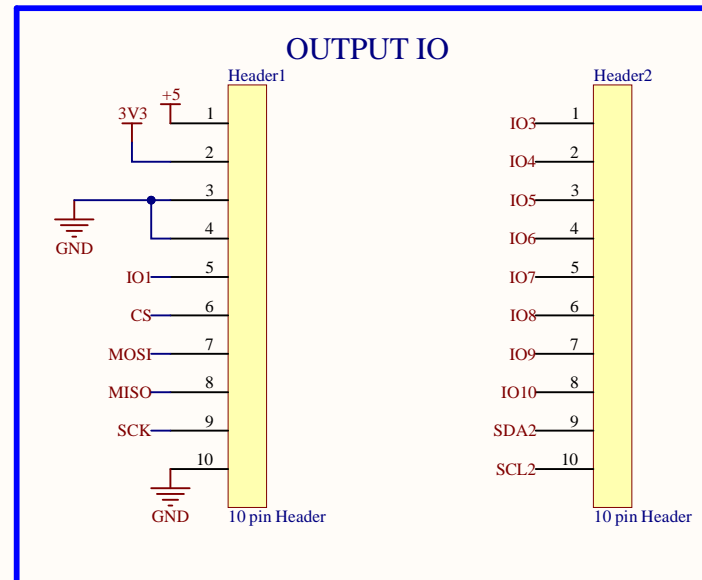 OUTPUT IO
Header1
+5
1
3V3
2
3
4
GND
IO1 5
CS 6
MOSI 7
MISO 8
SCK 9
10
GND
10 pin Header
Header2
IO3 1
IO4 2
IO5 3
IO6 4
IO7 5
IO8 6
IO9 7
IO10 8
SDA2 9
SCL2 10
10 pin Header